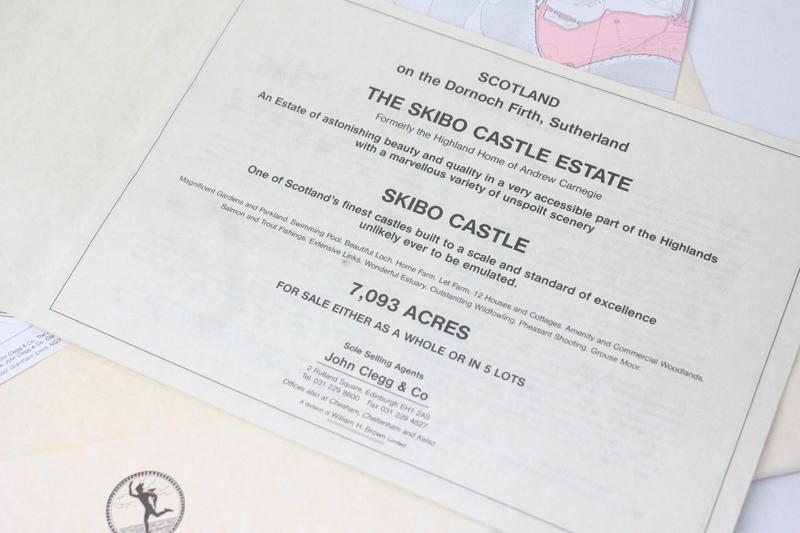 SCOTLAND
on the Dornoch Firth, Sutherland
THE SKIBO CASTLE ESTATE
Formerly the Highland Home of Andrew Carnegie
An Estate of astonishing beauty and quality in a very accessible part of the Highlands
with a marvellous variety of unspoilt scenery
SKIBO CASTLE
One of Scotland's finest castles built to a scale and standard of excellence
unlikely ever to be emulated.
Magnificent Gardens and Parkland. Swimming Pool. Beautiful Loch. Home Farm. Let Farm. 12 Houses and Cottages. Amenity and Commercial Woodlands.
Salmon and Trout Fishings. Extensive Links. Wonderful Estuary. Outstanding Wildfowling. Pheasant Shooting. Grouse Moor.
7,093 ACRES
FOR SALE EITHER AS A WHOLE OR IN 5 LOTS
Sole Selling Agents
John Clegg & Co
2 Rutland Square, Edinburgh EH1 2AS
Tel. 031 229 8800 Fax 031 229 4827
Offices also at Chesham, Cheltenham and Kelso
A division of William H. Brown Limited